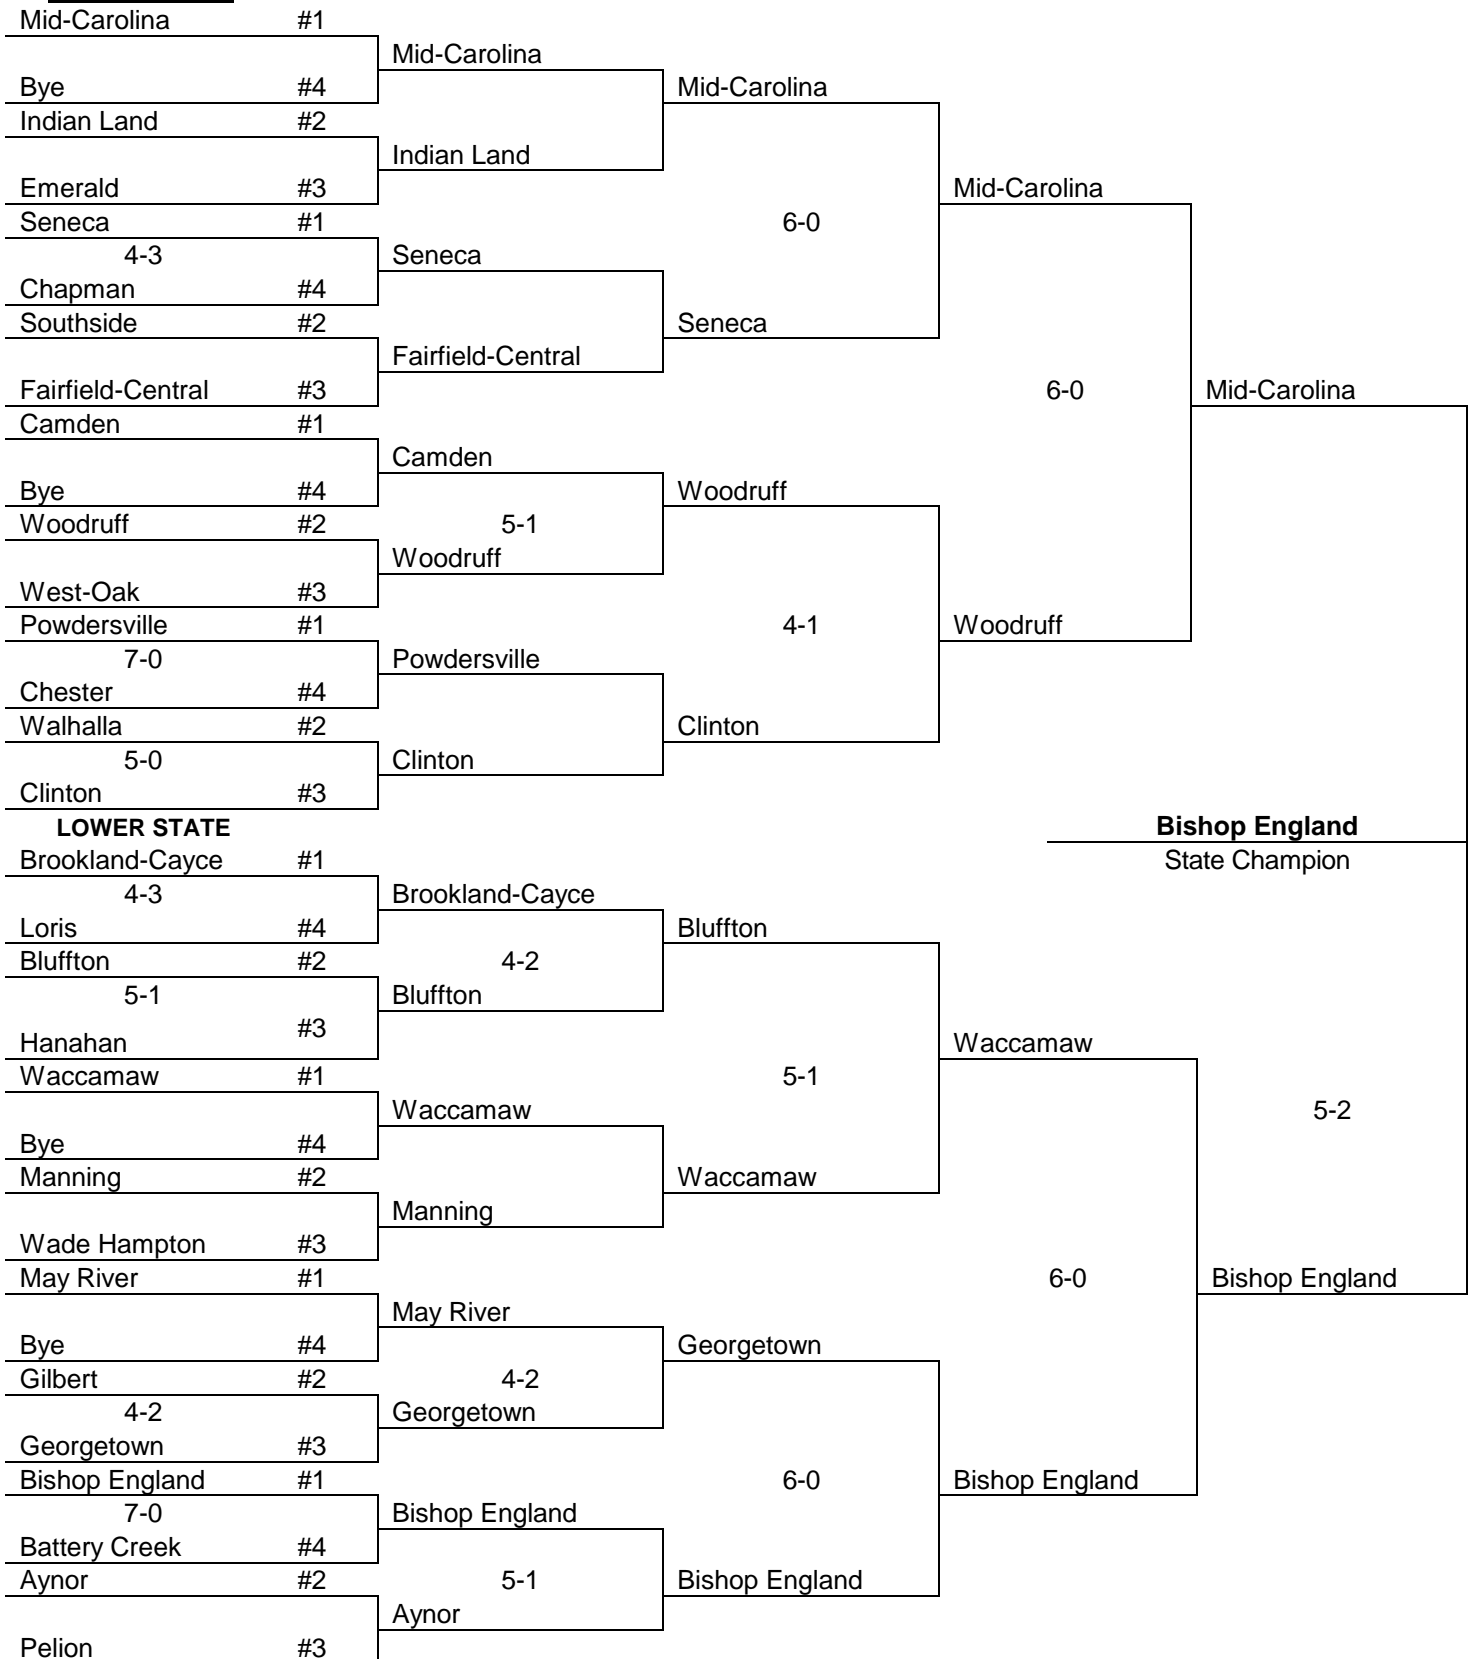 Mid-Carolina #1
Mid-Carolina
Bye #4 Mid-Carolina
Indian Land #2
Indian Land
Emerald #3 Mid-Carolina
Seneca #1 6-0
4-3 Seneca
Chapman #4
Southside #2 Seneca
Fairfield-Central
Fairfield-Central #3 6-0 Mid-Carolina
Camden #1
Camden
Bye #4 Woodruff
Woodruff #2 5-1
Woodruff
West-Oak #3
Powdersville #1 4-1 Woodruff
7-0 Powdersville
Chester #4
Walhalla #2 Clinton
5-0 Clinton
Clinton #3
LOWER STATE Bishop England
Brookland-Cayce #1 State Champion
4-3 Brookland-Cayce
Loris #4 Bluffton
Bluffton #2 4-2
5-1 Bluffton
Hanahan #3 Waccamaw
Waccamaw #1 5-1
Waccamaw 5-2
Bye #4
Manning #2 Waccamaw
Manning
Wade Hampton #3
May River #1 6-0 Bishop England
May River
Bye #4 Georgetown
Gilbert #2 4-2
4-2 Georgetown
Georgetown #3
Bishop England #1 6-0 Bishop England
7-0 Bishop England
Battery Creek #4
Aynor #2 5-1 Bishop England
Aynor
Pelion #3